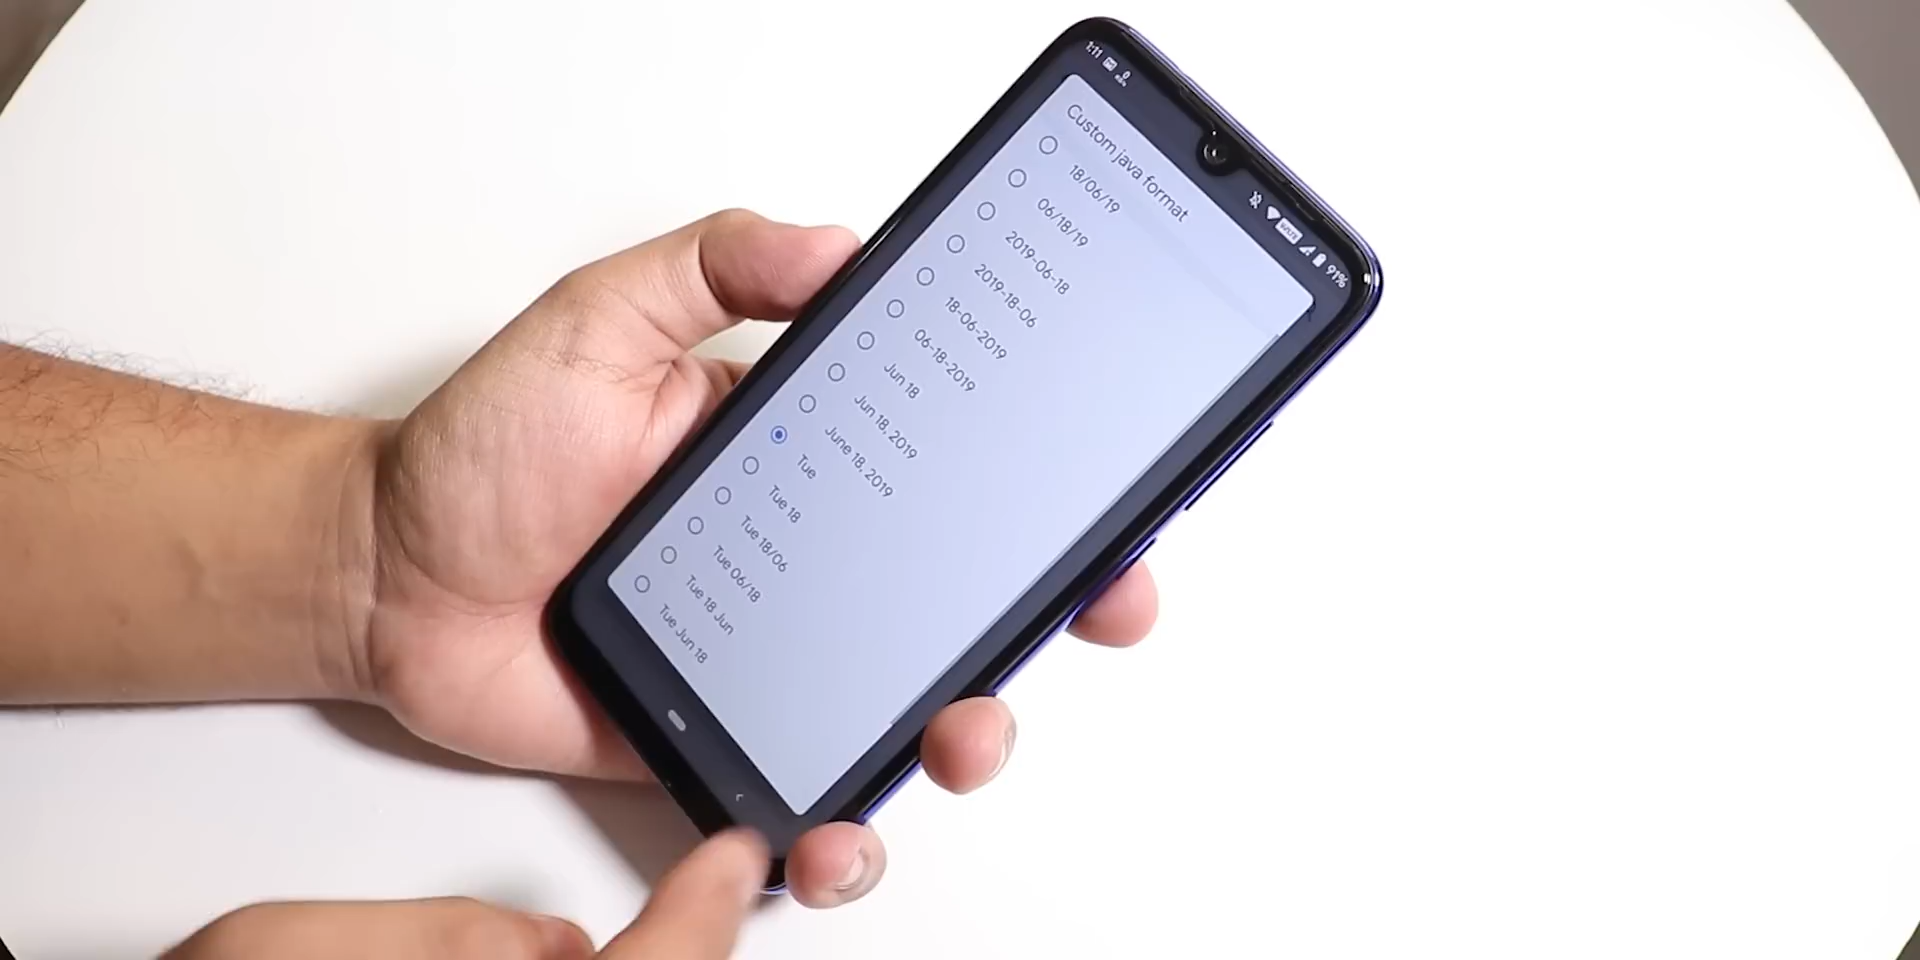 1:11
91%
Custom java format
18/06/19
06/18/19
2019-06-18
2019-18-06
18-06-2019
06-18-2019
Jun 18
Jun 18, 2019
June 18, 2019
Tue
Tue 18
Tue 18/06
Tue 06/18
Tue 18 Jun
Tue Jun 18